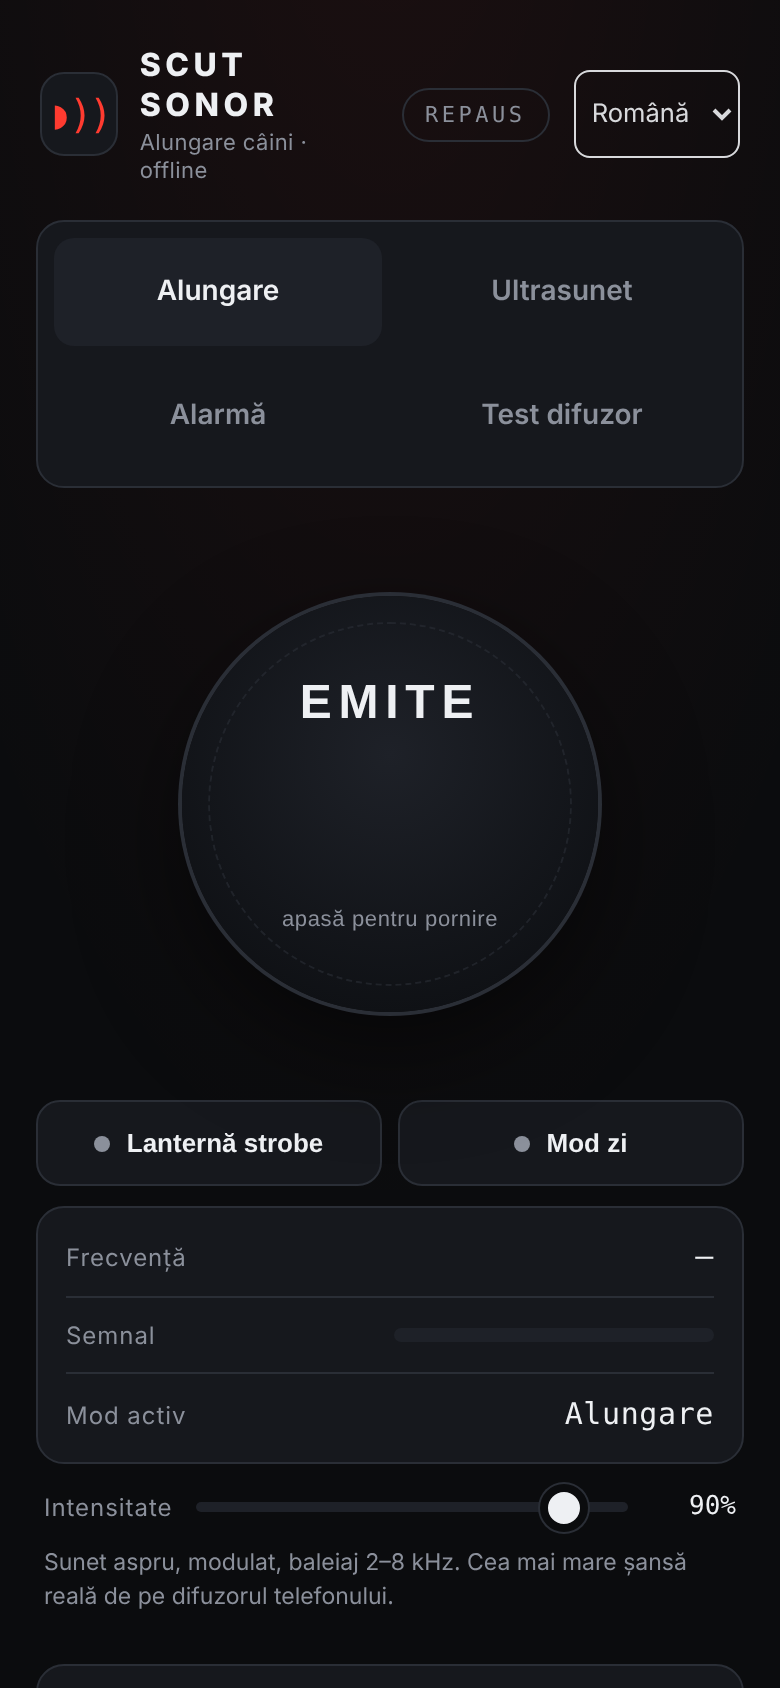 SCUT
SONOR
Alungare câini ·
offline
REPAUS
Română
Alungare
Ultrasunet
Alarmă
Test difuzor
EMITE
apasă pentru pornire
Lanternă strobe
Mod zi
Frecvență
—
Semnal
Mod activ
Alungare
Intensitate
90%
Sunet aspru, modulat, baleiaj 2–8 kHz. Cea mai mare șansă
reală de pe difuzorul telefonului.